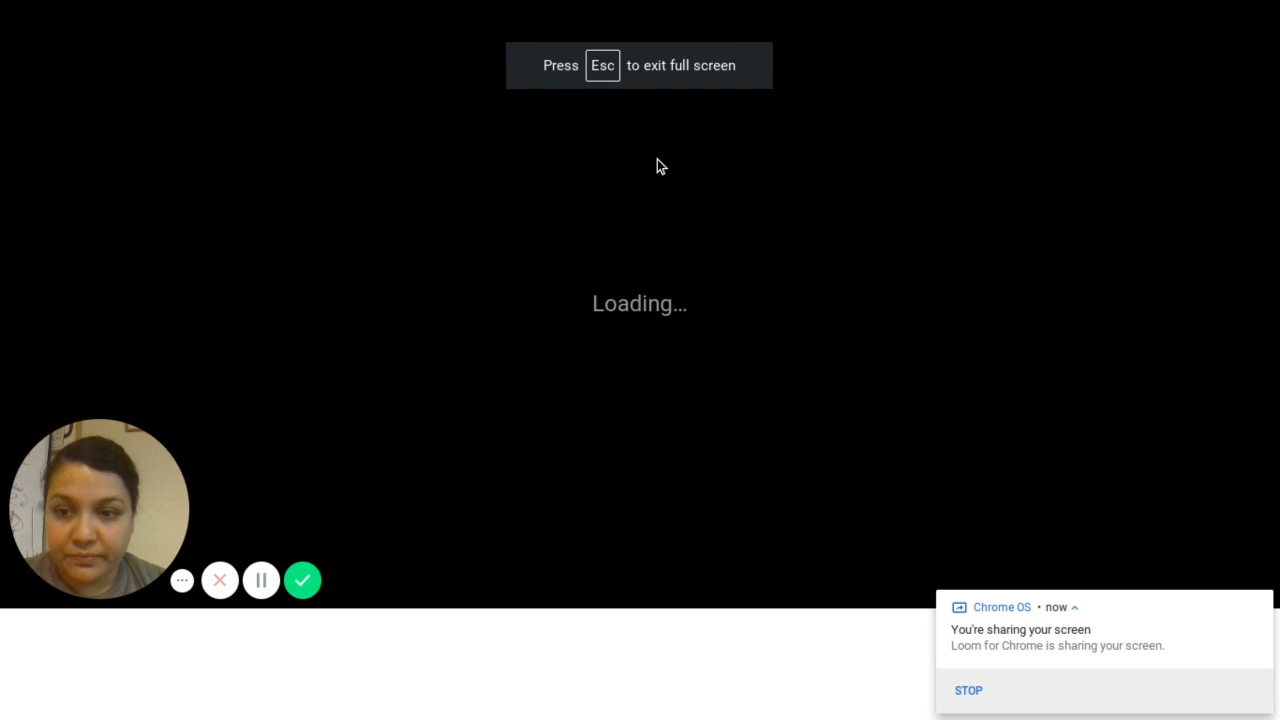 Press Esc to exit full screen
Loading...
Chrome OS • now
You're sharing your screen
Loom for Chrome is sharing your screen.
STOP